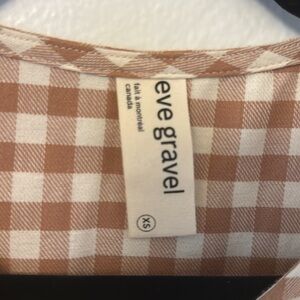 eve gravel
fait à montréal
canada
XS